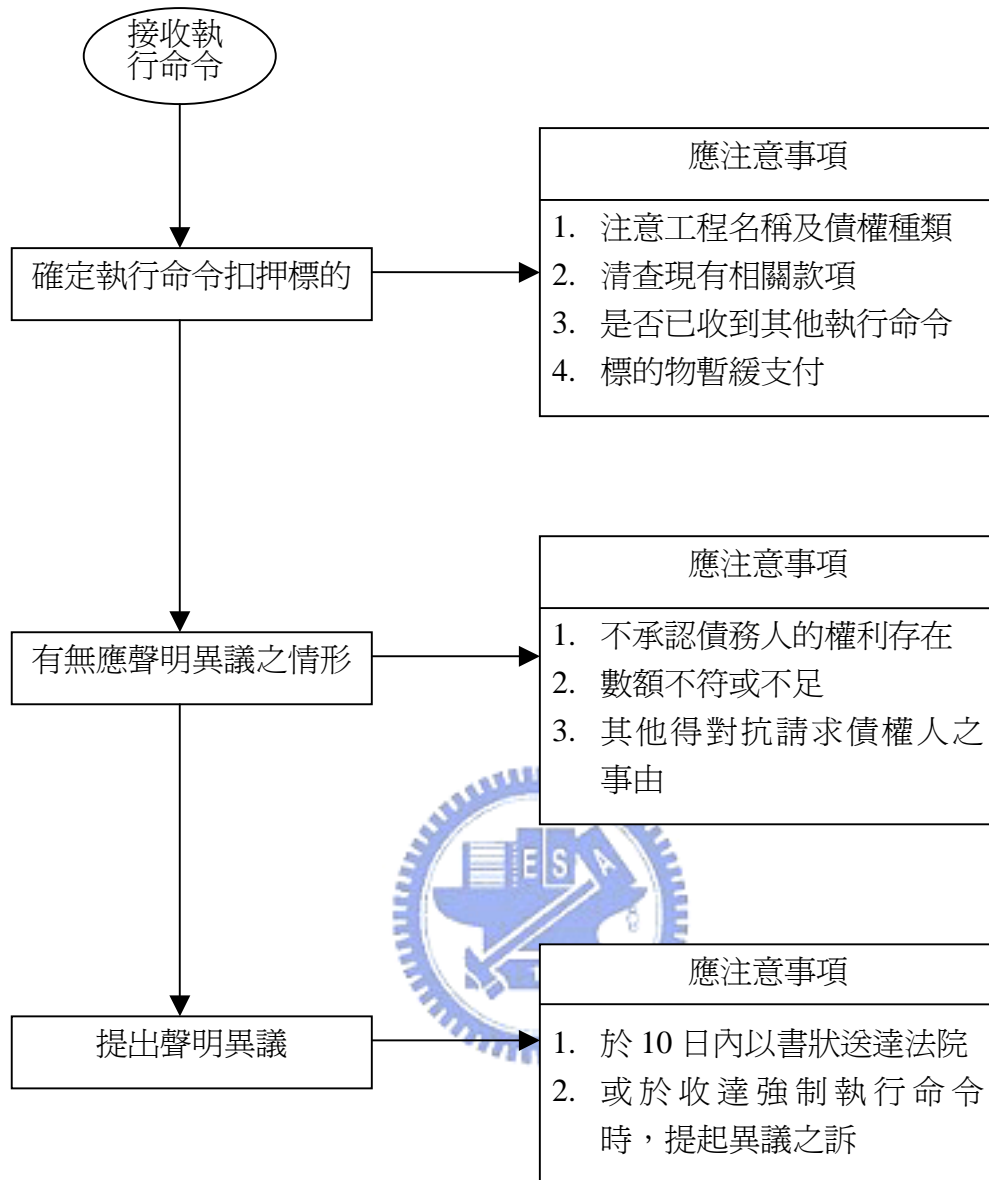 接收執
行命令
應注意事項
1. 注意工程名稱及債權種類
2. 清查現有相關款項
3. 是否已收到其他執行命令
4. 標的物暫緩支付
確定執行命令扣押標的
應注意事項
1. 不承認債務人的權利存在
2. 數額不符或不足
3. 其他得對抗請求債權人之
事由
有無應聲明異議之情形
E S A
應注意事項
1. 於 10 日內以書狀送達法院
2. 或於收達強制執行命令
時，提起異議之訴
提出聲明異議